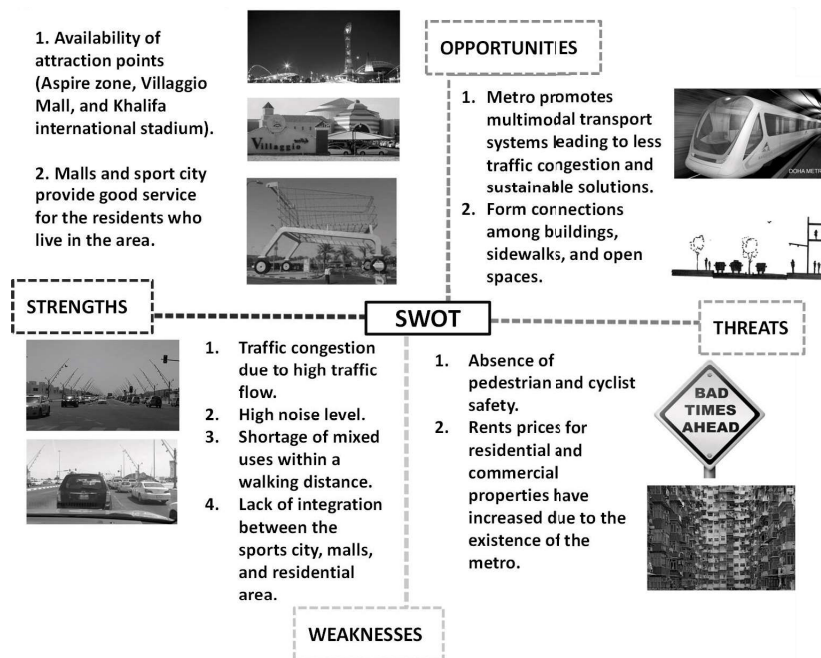 1. Availability of
attraction points
(Aspire zone, Villaggio
Mall, and Khalifa
international stadium).
2. Malls and sport city
provide good service
for the residents who
live in the area.
Villaggio
OPPORTUNITIES
1. Metro promotes
multimodal transport
systems leading to less
traffic congestion and
sustainable solutions.
2. Form connections
among buildings,
sidewalks, and open
spaces.
DOHA METRO
STRENGTHS
SWOT
THREATS
1. Traffic congestion
due to high traffic
flow.
2. High noise level.
3. Shortage of mixed
uses within a
walking distance.
4. Lack of integration
between the
sports city, malls,
and residential
area.
1. Absence of
pedestrian and cyclist
safety.
2. Rents prices for
residential and
commercial
properties have
increased due to the
existence of the
metro.
BAD
TIMES
AHEAD
WEAKNESSES